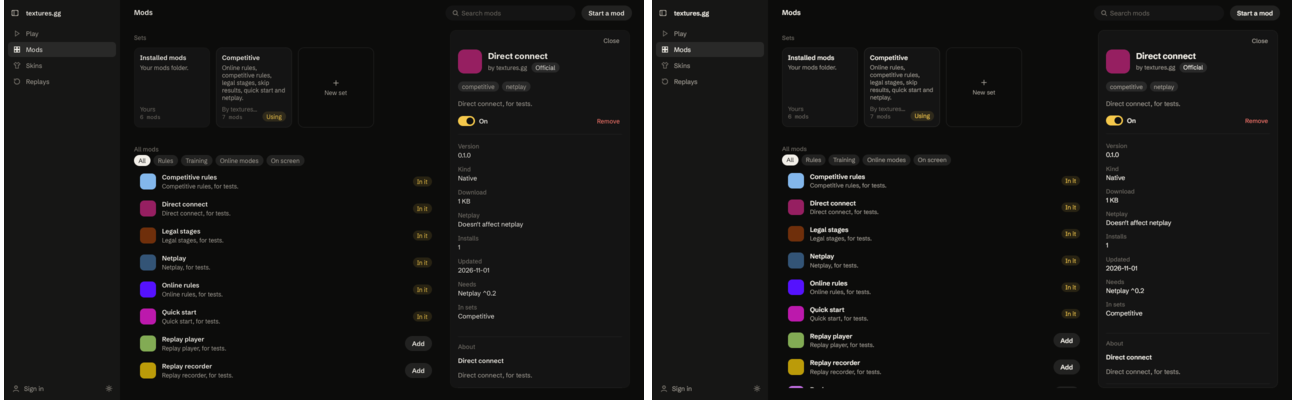 textures.gg
Play
Mods
Skins
Replays
Sign in
Mods
Search mods
Start a mod
Sets
Installed mods
Your mods folder.
Yours
6 mods
Competitive
Online rules,
competitive rules,
legal stages, skip
results, quick start and
netplay.
By textures...
7 mods
Using
+
New set
All mods
All
Rules
Training
Online modes
On screen
Competitive rules
Competitive rules, for tests.
In it
Direct connect
Direct connect, for tests.
In it
Legal stages
Legal stages, for tests.
In it
Netplay
Netplay, for tests.
In it
Online rules
Online rules, for tests.
In it
Quick start
Quick start, for tests.
In it
Replay player
Replay player, for tests.
Add
Replay recorder
Replay recorder, for tests.
Add
Close
Direct connect
by textures.gg Official
competitive netplay
Direct connect, for tests.
On
Remove
Version
0.1.0
Kind
Native
Download
1 KB
Netplay
Doesn't affect netplay
Installs
1
Updated
2026-11-01
Needs
Netplay ^0.2
In sets
Competitive
About
Direct connect
Direct connect, for tests.
textures.gg
Play
Mods
Skins
Replays
Sign in
Mods
Search mods
Start a mod
Sets
Installed mods
Your mods folder.
Yours
6 mods
Competitive
Online rules,
competitive rules,
legal stages, skip
results, quick start and
netplay.
By textures...
7 mods
Using
+
New set
All mods
All
Rules
Training
Online modes
On screen
Competitive rules
Competitive rules, for tests.
In it
Direct connect
Direct connect, for tests.
In it
Legal stages
Legal stages, for tests.
In it
Netplay
Netplay, for tests.
In it
Online rules
Online rules, for tests.
In it
Quick start
Quick start, for tests.
In it
Replay player
Replay player, for tests.
Add
Replay recorder
Replay recorder, for tests.
Add
Close
Direct connect
by textures.gg Official
competitive netplay
Direct connect, for tests.
On
Remove
Version
0.1.0
Kind
Native
Download
1 KB
Netplay
Doesn't affect netplay
Installs
1
Updated
2026-11-01
Needs
Netplay ^0.2
In sets
Competitive
About
Direct connect
Direct connect, for tests.